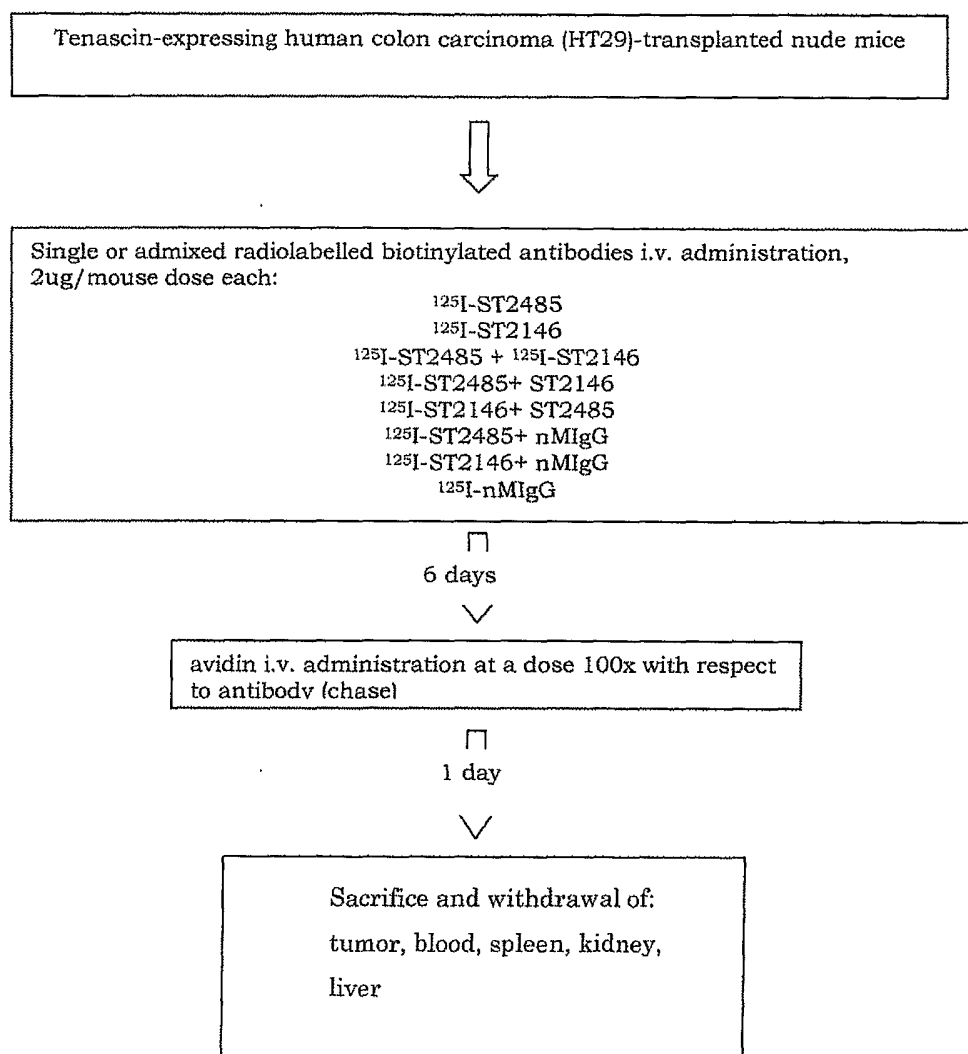 Tenascin-expressing human colon carcinoma (HT29)-transplanted nude mice
Single or admixed radiolabelled biotinylated antibodies i.v. administration,
2ug/mouse dose each:
¹²⁵I-ST2485
¹²⁵I-ST2146
¹²⁵I-ST2485 + ¹²⁵I-ST2146
¹²⁵I-ST2485+ ST2146
¹²⁵I-ST2146+ ST2485
¹²⁵I-ST2485+ nMIgG
¹²⁵I-ST2146+ nMIgG
¹²⁵I-nMIgG
6 days
avidin i.v. administration at a dose 100x with respect
to antibody (chase)
1 day
Sacrifice and withdrawal of:
tumor, blood, spleen, kidney,
liver